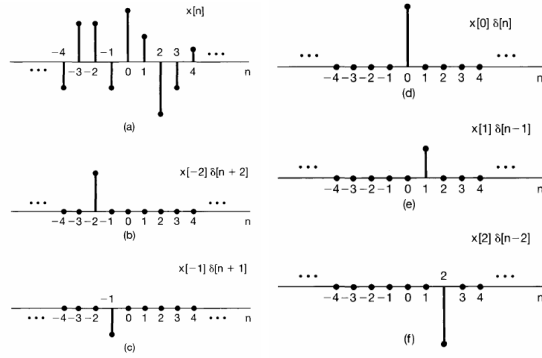 x[n]
−4 −1 2 3 •••
••• −3 −2 0 1 4 n
(a)
x[−2] δ[n + 2]
••• •••
−4 −3 −2 −1 0 1 2 3 4 n
(b)
x[−1] δ[n + 1]
−1
••• −4 −3 −2 0 1 2 3 4 ••• n
(c)
x[0] δ[n]
••• •••
−4 −3 −2 −1 0 1 2 3 4 n
(d)
x[1] δ[n−1]
••• •••
−4 −3 −2 −1 0 1 2 3 4 n
(e)
x[2] δ[n−2]
••• 2 •••
−4 −3 −2 −1 0 1 3 4 n
(f)